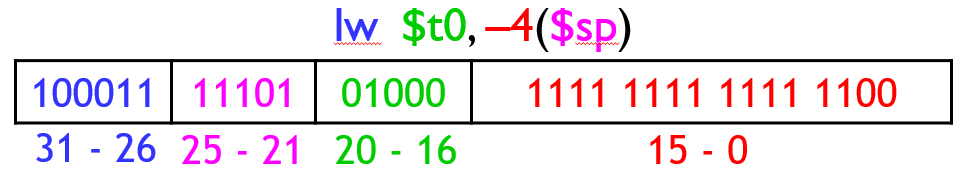 lw $t0, –4($sp)
100011 11101 01000 1111 1111 1111 1100
31 - 26 25 - 21 20 - 16 15 - 0